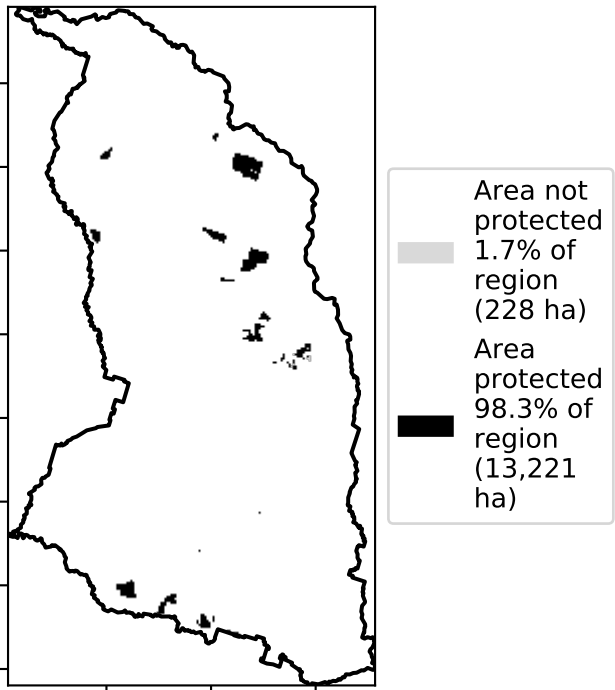 Area not
protected
1.7% of
region
(228 ha)
Area
protected
98.3% of
region
(13,221
ha)